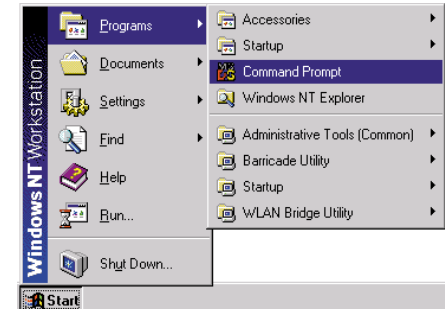 Windows NT Workstation
Programs
Documents
Settings
Find
Help
Run...
Shut Down...
Accessories
Startup
Command Prompt
Windows NT Explorer
Administrative Tools (Common)
Barricade Utility
Startup
WLAN Bridge Utility
Start